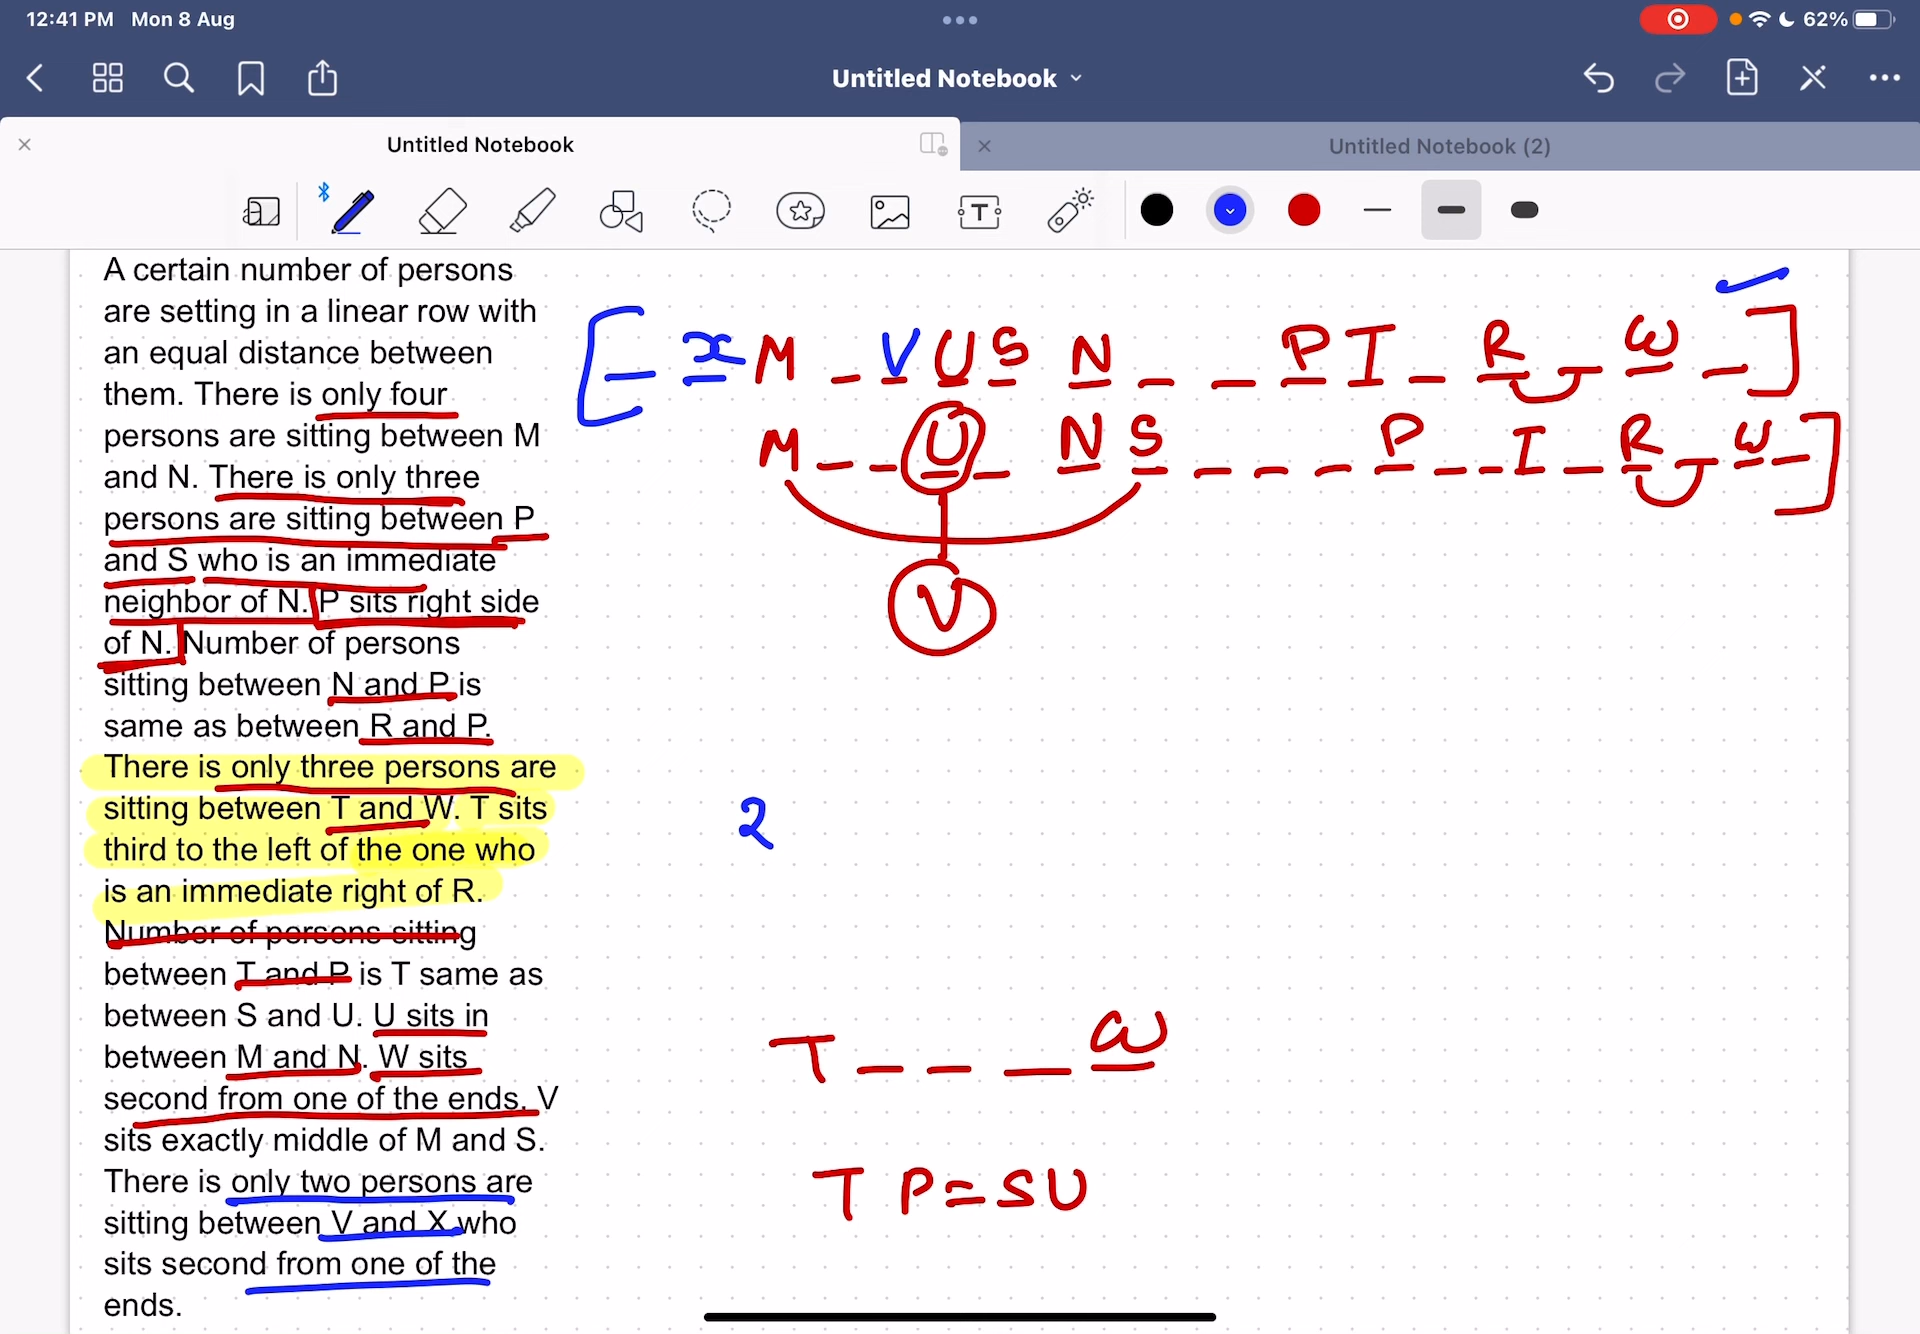 12:41 PM Mon 8 Aug
62%
Untitled Notebook
Untitled Notebook
Untitled Notebook (2)
A certain number of persons
are setting in a linear row with
an equal distance between
them. There is only four
persons are sitting between M
and N. There is only three
persons are sitting between P
and S who is an immediate
neighbor of N. P sits right side
of N. Number of persons
sitting between N and P is
same as between R and P.
There is only three persons are
sitting between T and W. T sits
third to the left of the one who
is an immediate right of R.
Number of persons sitting
between T and P is T same as
between S and U. U sits in
between M and N. W sits
second from one of the ends. V
sits exactly middle of M and S.
There is only two persons are
sitting between V and X who
sits second from one of the
ends.
[ _ x M _ V U S N _ _ P T _ R _ W _ ]
M _ _ U _ N S _ _ _ P _ _ T _ R _ W _ ]
V
2
T _ _ _ W
T P = S U